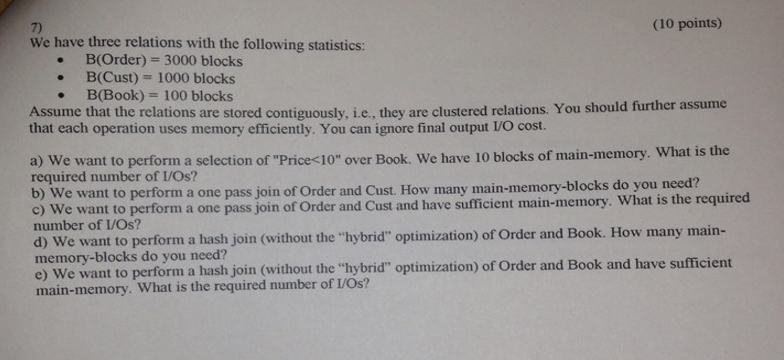 7)
(10 points)
We have three relations with the following statistics:
• B(Order) = 3000 blocks
• B(Cust) = 1000 blocks
• B(Book) = 100 blocks
Assume that the relations are stored contiguously, i.e., they are clustered relations. You should further assume
that each operation uses memory efficiently. You can ignore final output I/O cost.
a) We want to perform a selection of "Price<10" over Book. We have 10 blocks of main-memory. What is the
required number of I/Os?
b) We want to perform a one pass join of Order and Cust. How many main-memory-blocks do you need?
c) We want to perform a one pass join of Order and Cust and have sufficient main-memory. What is the required
number of I/Os?
d) We want to perform a hash join (without the “hybrid” optimization) of Order and Book. How many main-
memory-blocks do you need?
e) We want to perform a hash join (without the “hybrid” optimization) of Order and Book and have sufficient
main-memory. What is the required number of I/Os?